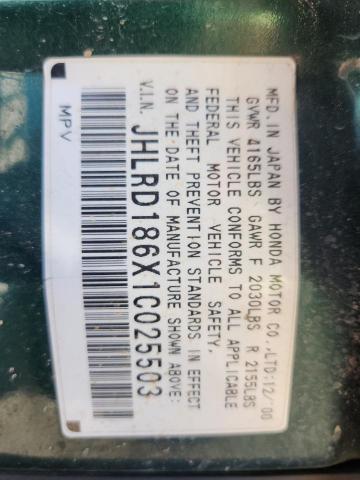 MFD.IN JAPAN BY HONDA MOTOR CO.,LTD:12/'00
GVWR 4165LBS GAWR F 2030LBS R 2155LBS
THIS VEHICLE CONFORMS TO ALL APPLICABLE
FEDERAL MOTOR VEHICLE SAFETY,
AND THEFT PREVENTION STANDARDS IN EFFECT
ON THE DATE OF MANUFACTURE SHOWN ABOVE:
V.I.N. JHLRD186X1C025503
MPV